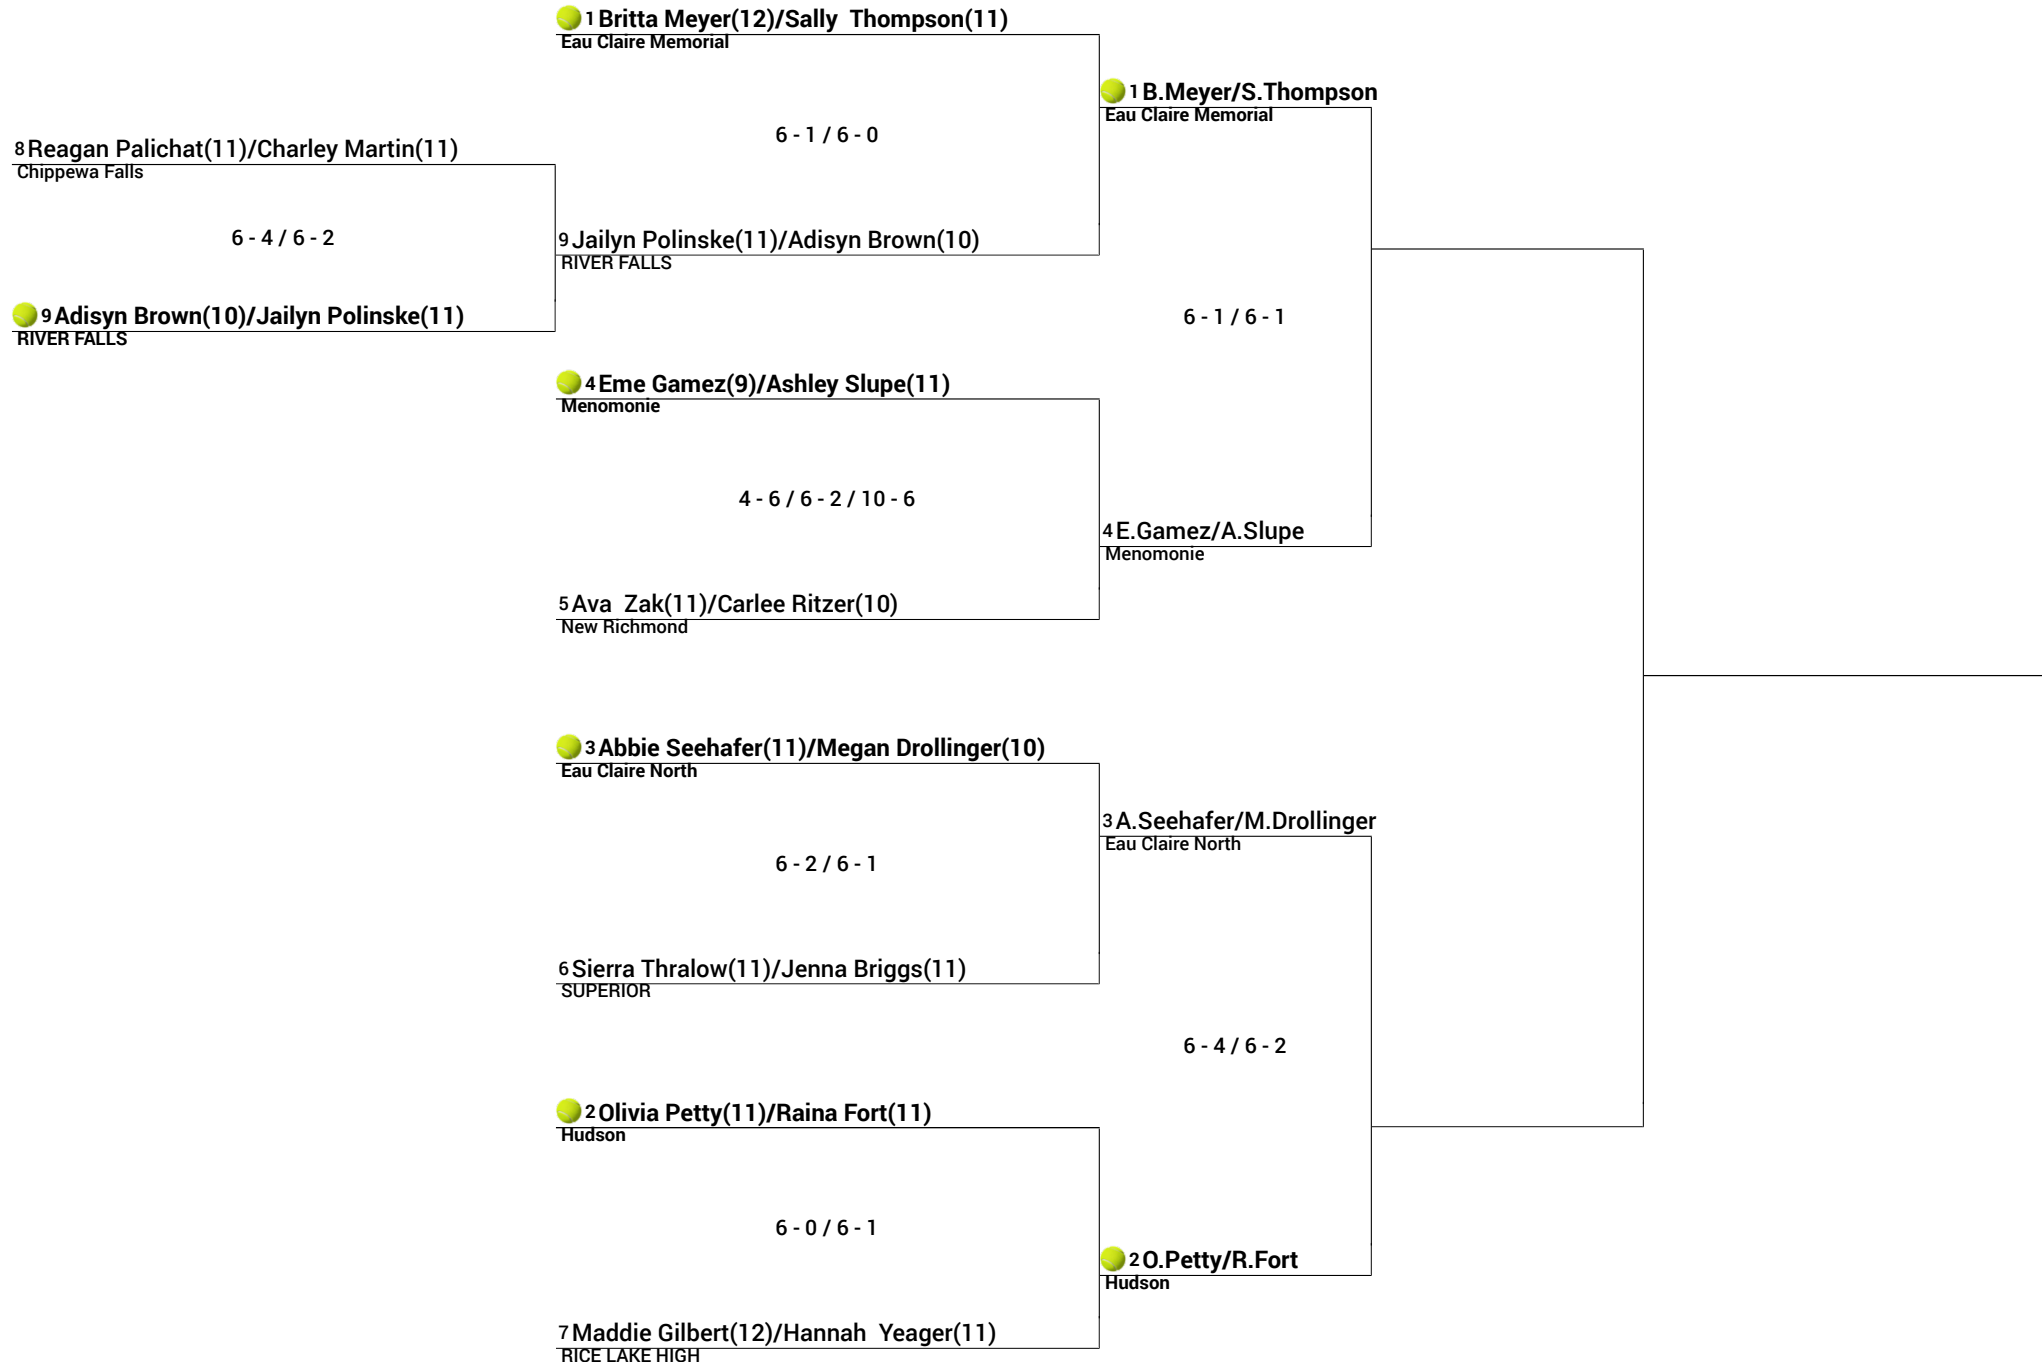 1 Britta Meyer(12)/Sally  Thompson(11)
Eau Claire Memorial
1 B.Meyer/S.Thompson
Eau Claire Memorial
6 - 1 / 6 - 0
8 Reagan Palichat(11)/Charley Martin(11)
Chippewa Falls
6 - 4 / 6 - 2
9 Jailyn Polinske(11)/Adisyn Brown(10)
RIVER FALLS
9 Adisyn Brown(10)/Jailyn Polinske(11)
RIVER FALLS
6 - 1 / 6 - 1
4 Eme Gamez(9)/Ashley Slupe(11)
Menomonie
4 - 6 / 6 - 2 / 10 - 6
4 E.Gamez/A.Slupe
Menomonie
5 Ava  Zak(11)/Carlee Ritzer(10)
New Richmond
3 Abbie Seehafer(11)/Megan Drollinger(10)
Eau Claire North
3 A.Seehafer/M.Drollinger
Eau Claire North
6 - 2 / 6 - 1
6 Sierra Thralow(11)/Jenna Briggs(11)
SUPERIOR
6 - 4 / 6 - 2
2 Olivia Petty(11)/Raina Fort(11)
Hudson
6 - 0 / 6 - 1
2 O.Petty/R.Fort
Hudson
7 Maddie Gilbert(12)/Hannah  Yeager(11)
RICE LAKE HIGH